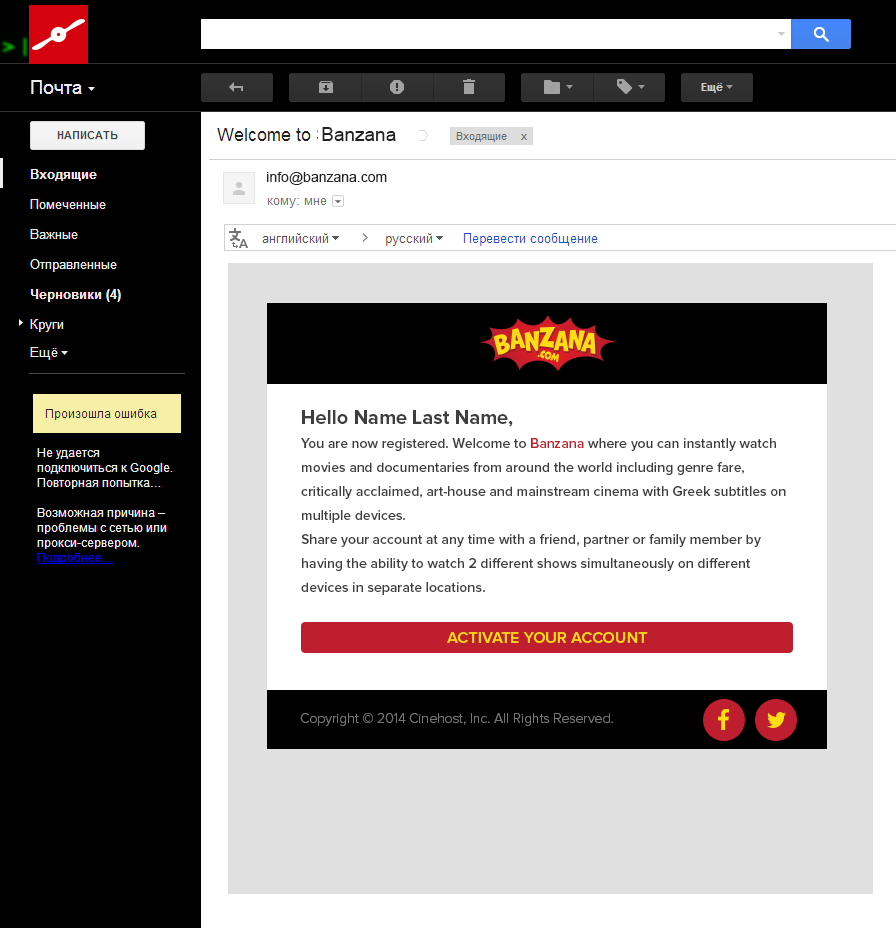 Почта
Ещё
НАПИСАТЬ
Входящие
Помеченные
Важные
Отправленные
Черновики (4)
Круги
Ещё
Произошла ошибка
Не удается
подключиться к Google.
Повторная попытка...
Возможная причина –
проблемы с сетью или
прокси-сервером.
Подробнее...
Welcome to Banzana
Входящие x
info@banzana.com
кому: мне
английский > русский Перевести сообщение
BANZANA
.COM
Hello Name Last Name,
You are now registered. Welcome to Banzana where you can instantly watch
movies and documentaries from around the world including genre fare,
critically acclaimed, art-house and mainstream cinema with Greek subtitles on
multiple devices.
Share your account at any time with a friend, partner or family member by
having the ability to watch 2 different shows simultaneously on different
devices in separate locations.
ACTIVATE YOUR ACCOUNT
Copyright © 2014 Cinehost, Inc. All Rights Reserved.